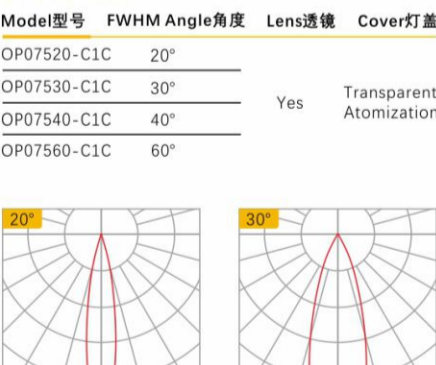 Model型号 FWHM Angle角度 Lens透镜 Cover灯盖
OP07520-C1C 20°
OP07530-C1C 30°
OP07540-C1C 40°
OP07560-C1C 60°
Yes
Transparent
Atomization
20° 30°